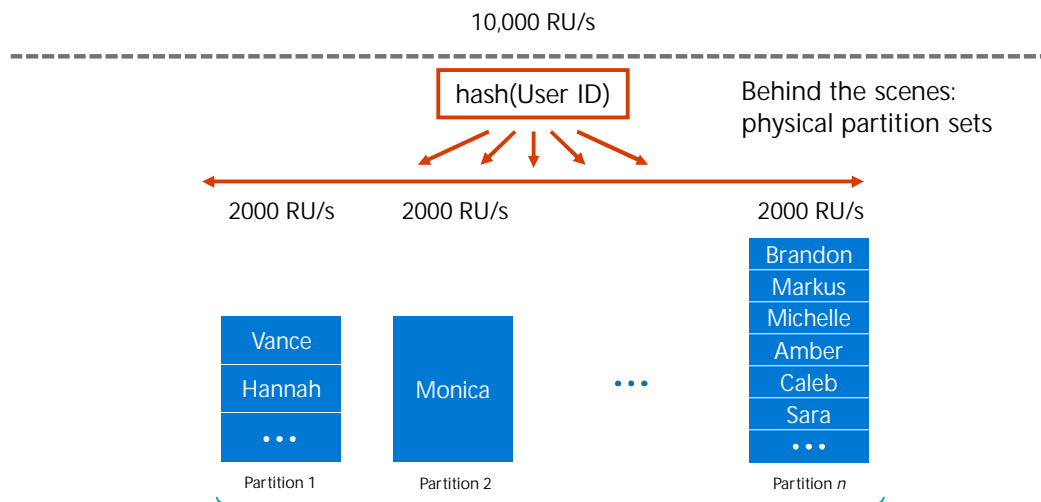 10,000 RU/s
hash(User ID)
Behind the scenes:
physical partition sets
2000 RU/s
2000 RU/s
2000 RU/s
Vance
Hannah
•••
Partition 1
Monica
Partition 2
•••
Brandon
Markus
Michelle
Amber
Caleb
Sara
•••
Partition n